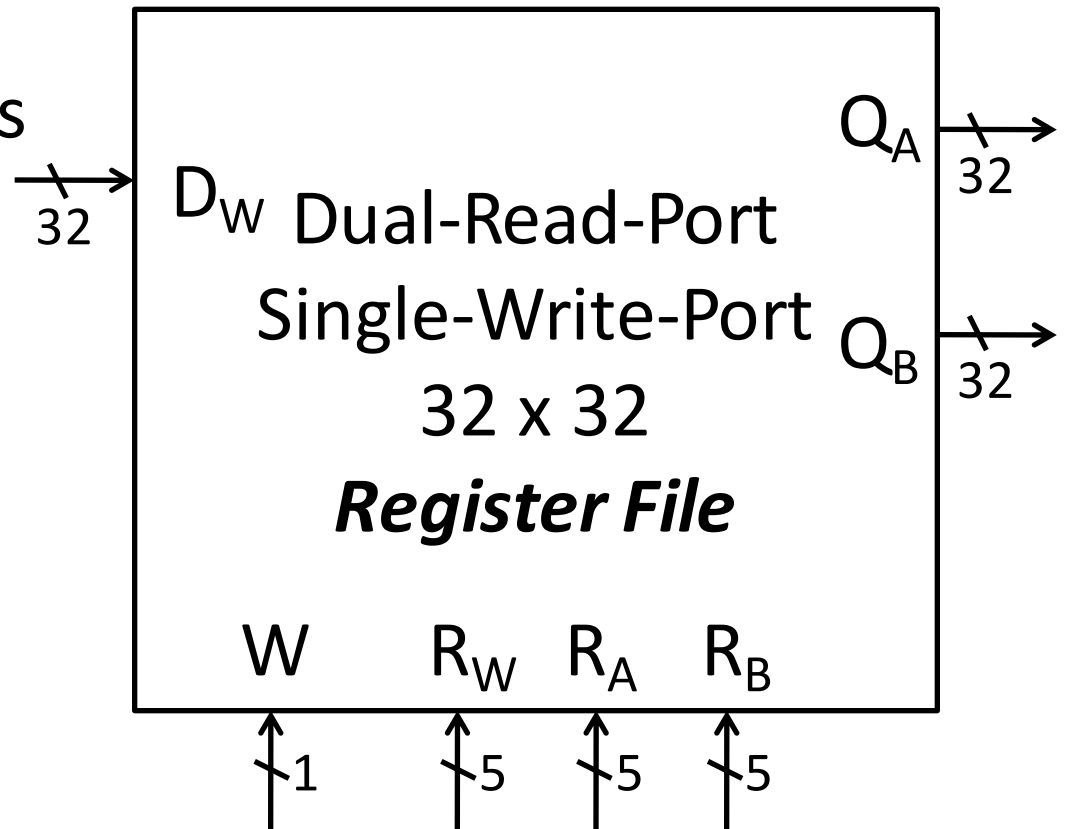 s
32
D_W
Dual-Read-Port
Single-Write-Port
32 x 32
Register File
Q_A
32
Q_B
32
W
R_W
R_A
R_B
1
5
5
5